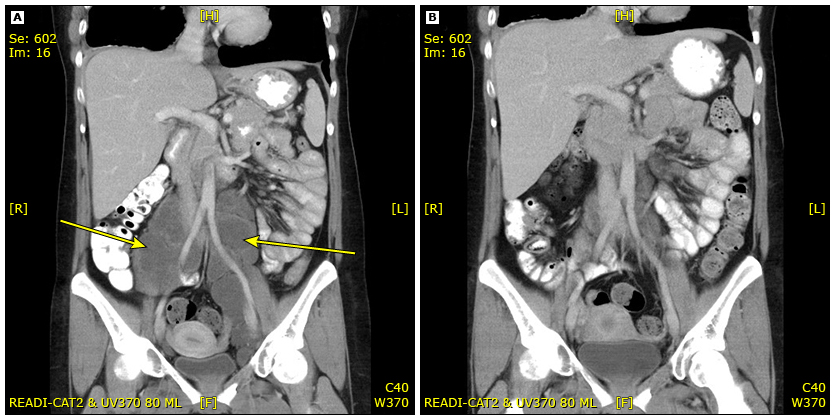 A
[H]
Se: 602
Im: 16
[R]
[L]
C40
READI-CAT2 & UV370 80 ML
[F]
W370
B
[H]
Se: 602
Im: 16
[R]
[L]
C40
READI-CAT2 & UV370 80 ML
[F]
W370